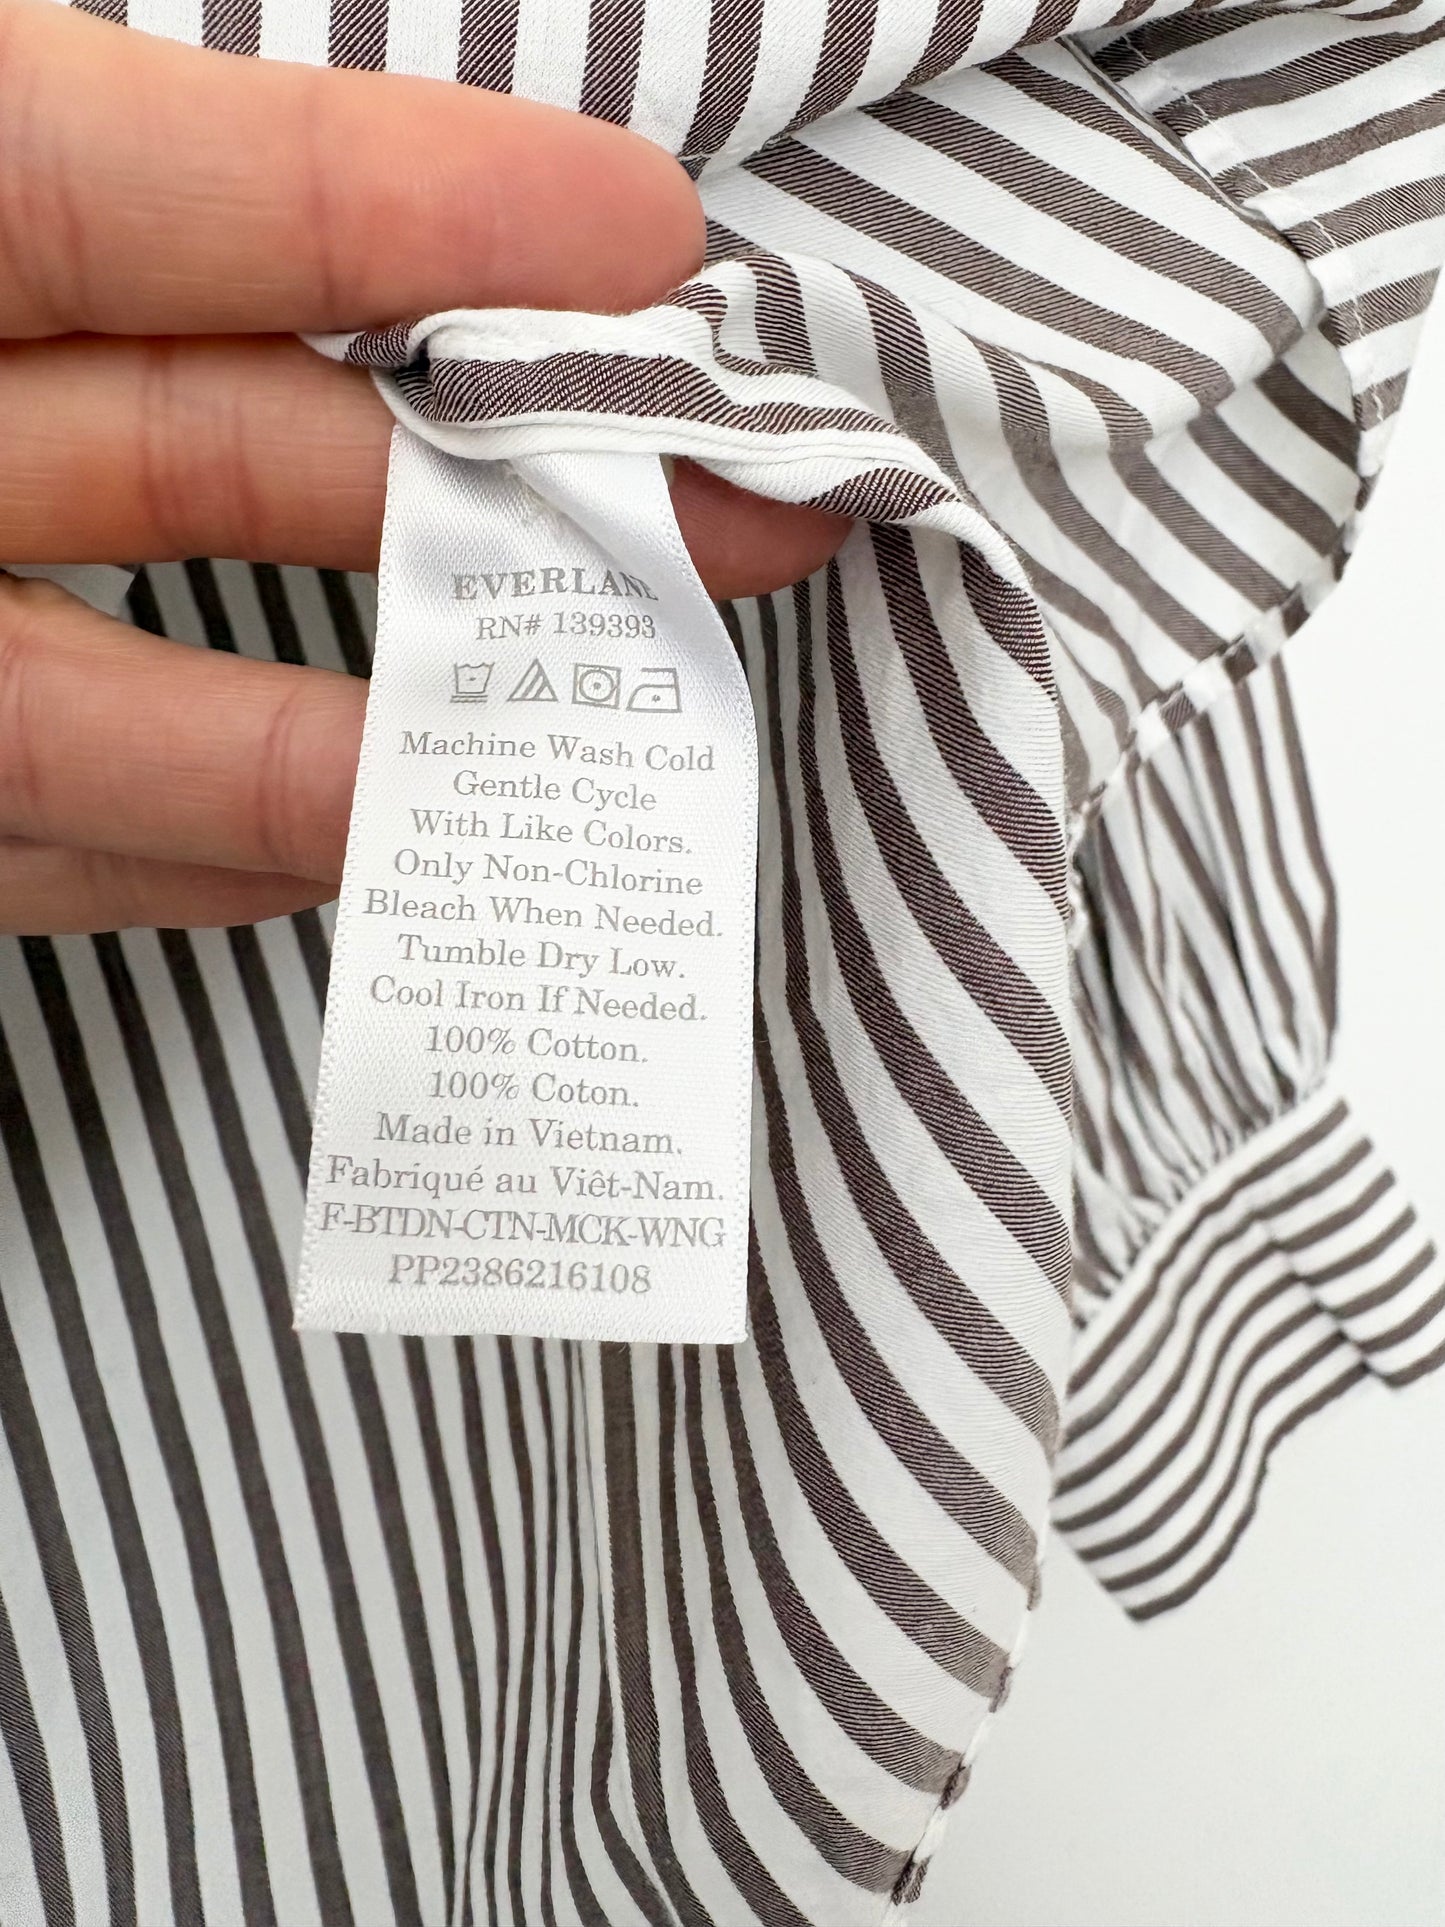 EVERLANE
RN# 139393
Machine Wash Cold
Gentle Cycle
With Like Colors.
Only Non-Chlorine
Bleach When Needed.
Tumble Dry Low.
Cool Iron If Needed.
100% Cotton.
100% Coton.
Made in Vietnam.
Fabriqué au Viêt-Nam.
F-BTDN-CTN-MCK-WNG
PP2386216108